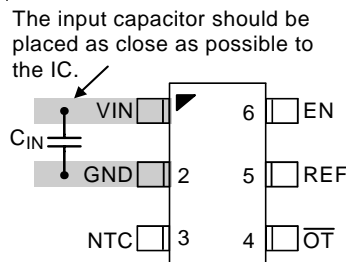 The input capacitor should be
placed as close as possible to
the IC.
VIN 6 EN
CIN
GND 2 5 REF
NTC 3 4 O̅T̅